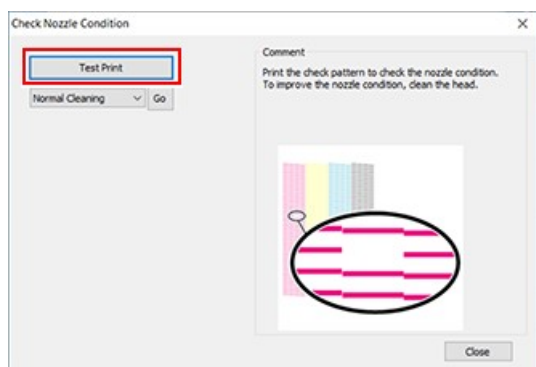 Check Nozzle Condition
Test Print
Normal Cleaning
Go
Comment
Print the check pattern to check the nozzle condition.
To improve the nozzle condition, clean the head.
Close